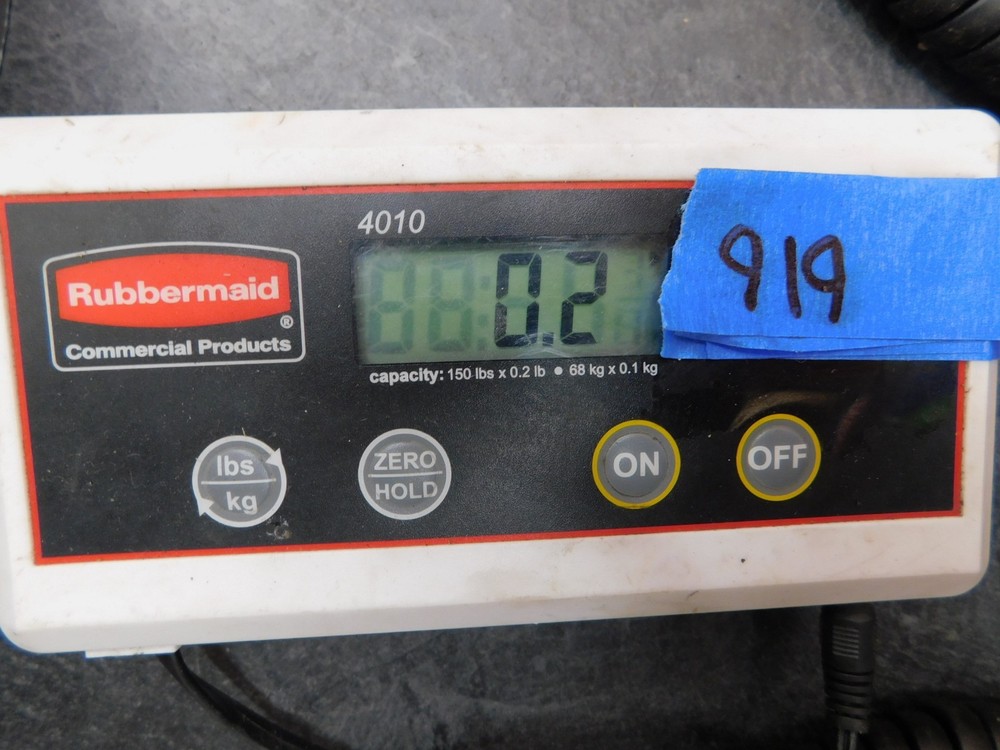 4010
0.2
919
Rubbermaid
®
Commercial Products
capacity: 150 lbs x 0.2 lb • 68 kg x 0.1 kg
lbs
kg
ZERO
HOLD
ON
OFF